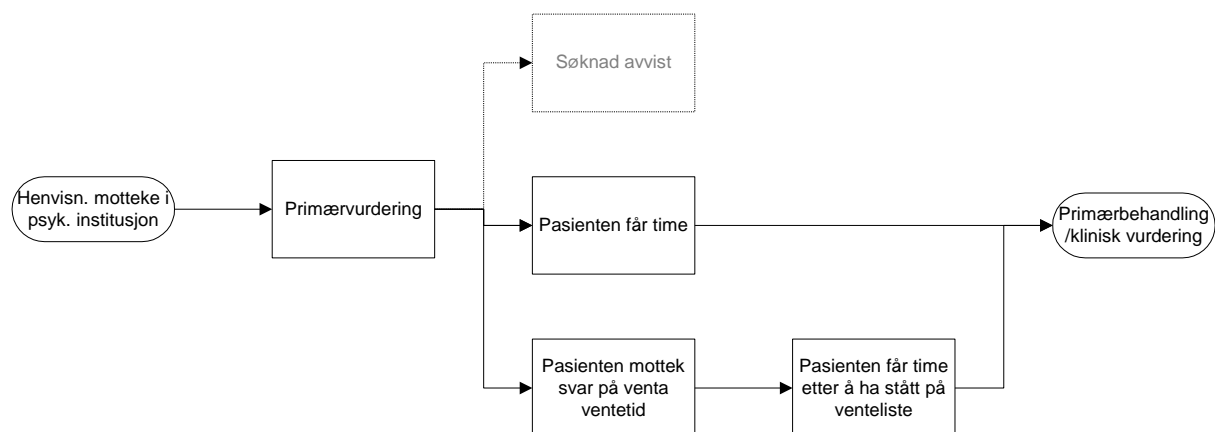 Søknad avvist
Henvisn. motteke i
psyk. institusjon
Primærvurdering
Pasienten får time
Primærbehandling
/klinisk vurdering
Pasienten mottek
svar på venta
ventetid
Pasienten får time
etter å ha stått på
venteliste